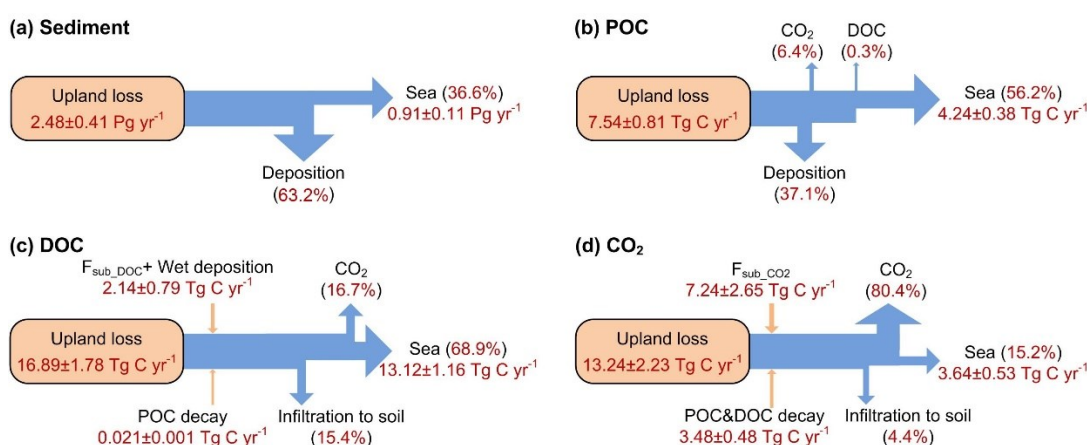 (a) Sediment
Upland loss
2.48±0.41 Pg yr⁻¹
Sea (36.6%)
0.91±0.11 Pg yr⁻¹
Deposition
(63.2%)
(b) POC
CO₂
(6.4%)
DOC
(0.3%)
Upland loss
7.54±0.81 Tg C yr⁻¹
Sea (56.2%)
4.24±0.38 Tg C yr⁻¹
Deposition
(37.1%)
(c) DOC
F_sub_DOC+ Wet deposition
2.14±0.79 Tg C yr⁻¹
CO₂
(16.7%)
Upland loss
16.89±1.78 Tg C yr⁻¹
Sea (68.9%)
13.12±1.16 Tg C yr⁻¹
POC decay
0.021±0.001 Tg C yr⁻¹
Infiltration to soil
(15.4%)
(d) CO₂
F_sub_CO2
7.24±2.65 Tg C yr⁻¹
CO₂
(80.4%)
Upland loss
13.24±2.23 Tg C yr⁻¹
Sea (15.2%)
3.64±0.53 Tg C yr⁻¹
POC&DOC decay
3.48±0.48 Tg C yr⁻¹
Infiltration to soil
(4.4%)